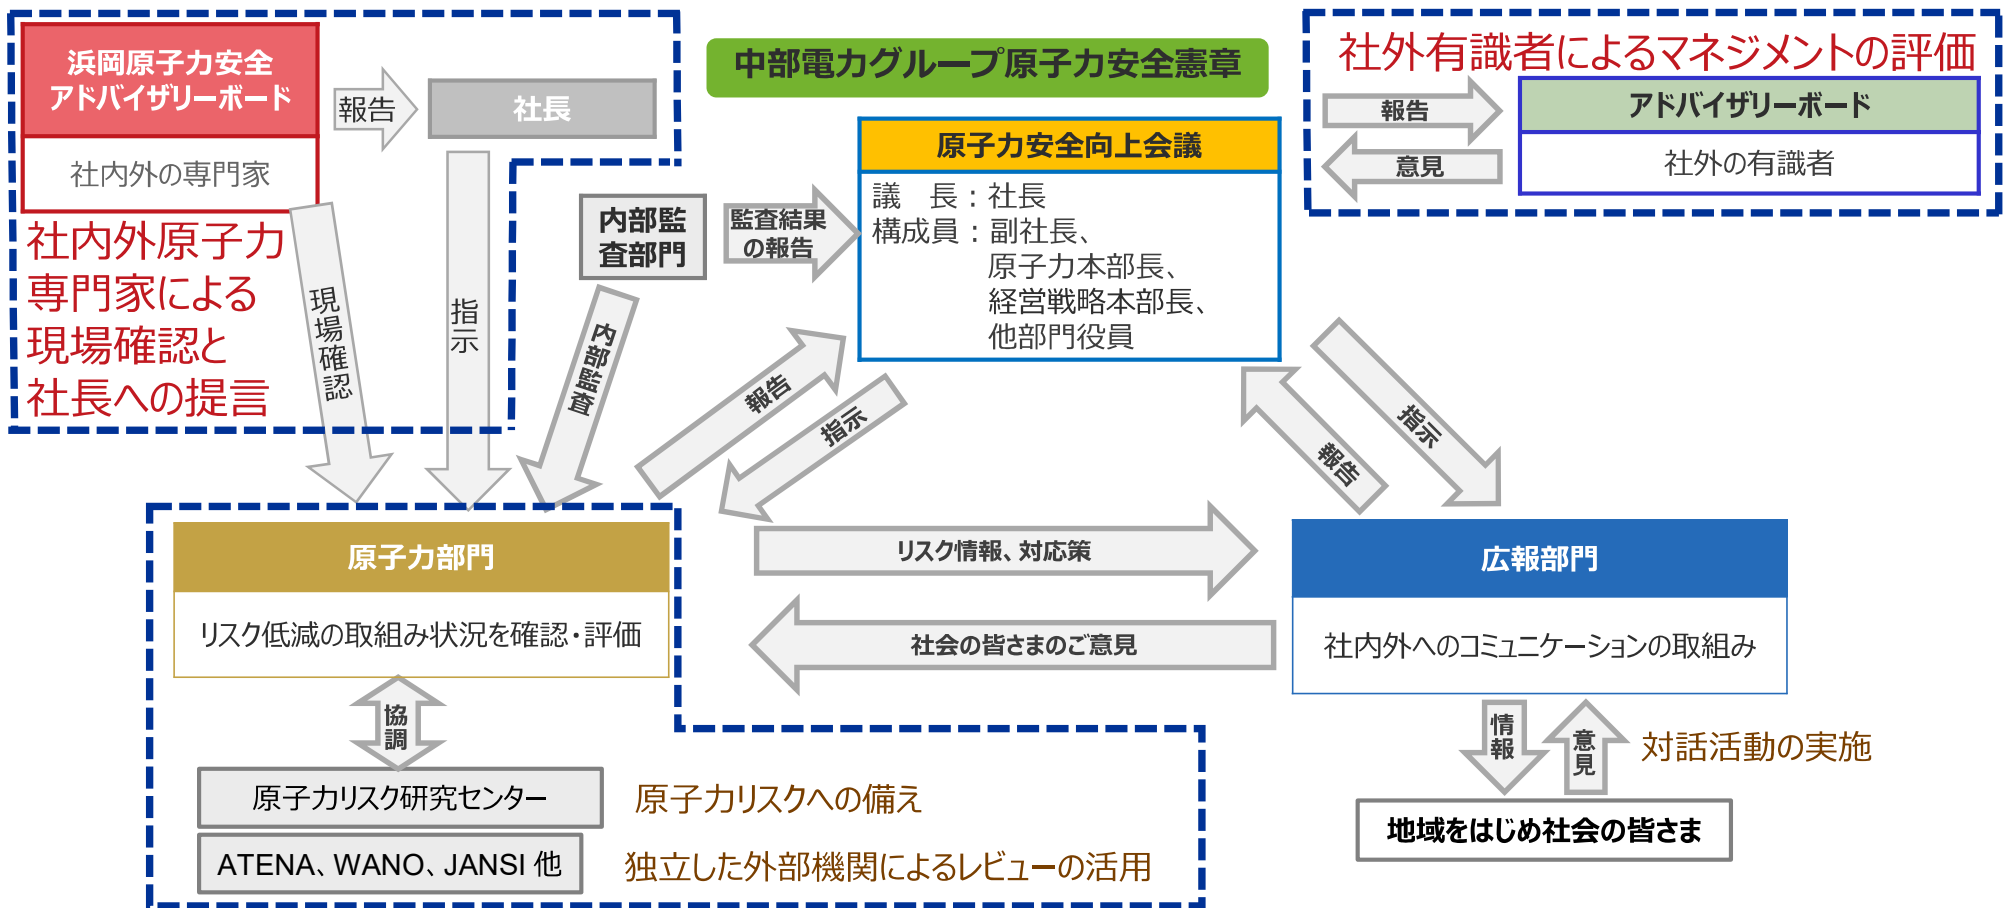 浜岡原子力安全
アドバイザリーボード
社内外の専門家
報告
社長
社内外原子力
専門家による
現場確認と
社長への提言
現場確認
指示
中部電力グループ原子力安全憲章
社外有識者によるマネジメントの評価
報告
意見
アドバイザリーボード
社外の有識者
内部監
査部門
監査結果
の報告
内部監査
原子力安全向上会議
議　長：社長
構成員：副社長、
原子力本部長、
経営戦略本部長、
他部門役員
報告
指示
指示
報告
原子力部門
リスク低減の取組み状況を確認・評価
リスク情報、対応策
社会の皆さまのご意見
広報部門
社内外へのコミュニケーションの取組み
協調
原子力リスク研究センター
原子力リスクへの備え
ATENA、WANO、JANSI 他
独立した外部機関によるレビューの活用
情報
意見
対話活動の実施
地域をはじめ社会の皆さま